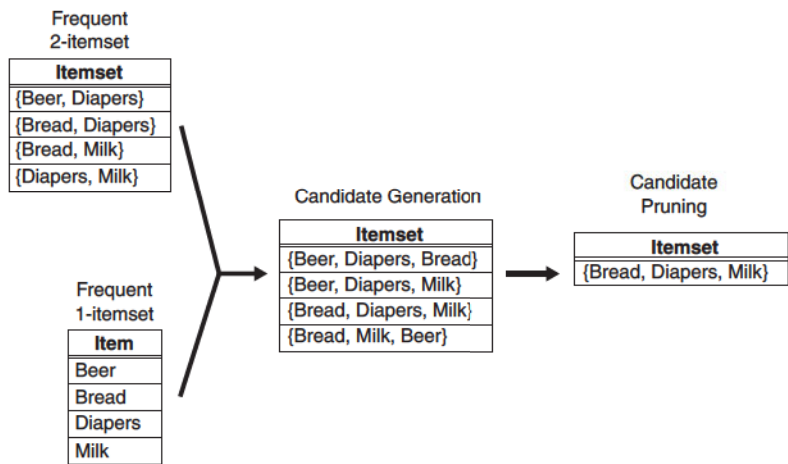 Frequent
2-itemset
Itemset
{Beer, Diapers}
{Bread, Diapers}
{Bread, Milk}
{Diapers, Milk}
Frequent
1-itemset
Item
Beer
Bread
Diapers
Milk
Candidate Generation
Itemset
{Beer, Diapers, Bread}
{Beer, Diapers, Milk}
{Bread, Diapers, Milk}
{Bread, Milk, Beer}
Candidate
Pruning
Itemset
{Bread, Diapers, Milk}